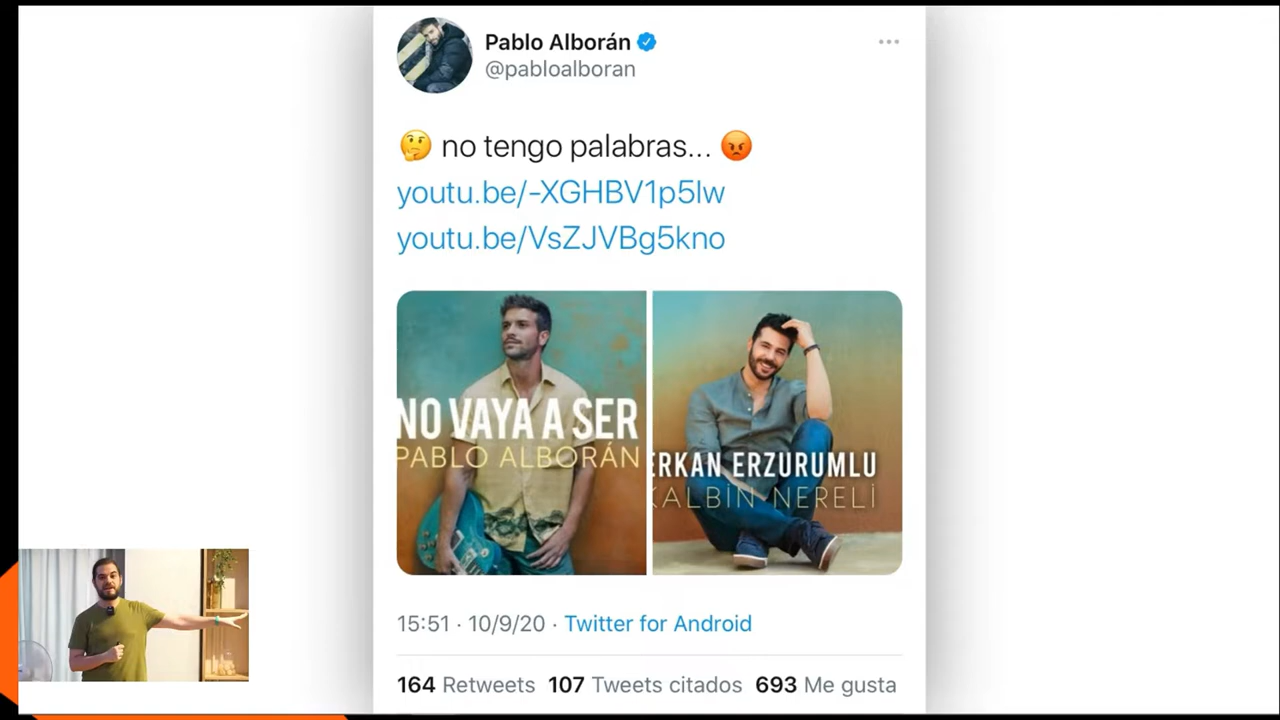 Pablo Alborán
@pabloalboran
🤔 no tengo palabras... 😡
youtu.be/-XGHBV1p5lw
youtu.be/VsZJVBg5kno
NO VAYA A SER
PABLO ALBORÁN
ERKAN ERZURUMLU
KALBİN NERELİ
15:51 · 10/9/20 · Twitter for Android
164 Retweets 107 Tweets citados 693 Me gusta